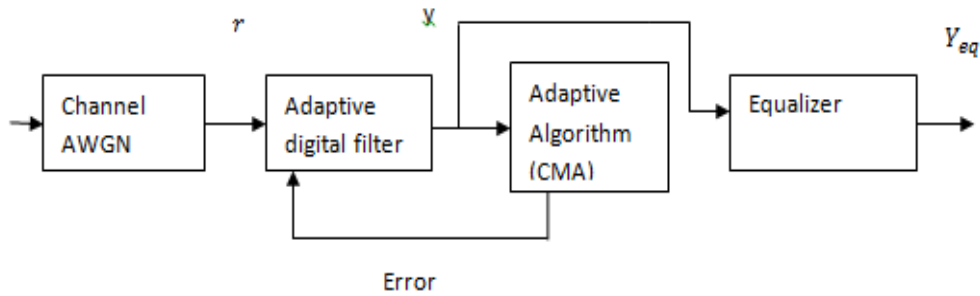 r
y
Y_eq
Channel
AWGN
Adaptive
digital filter
Adaptive
Algorithm
(CMA)
Equalizer
Error